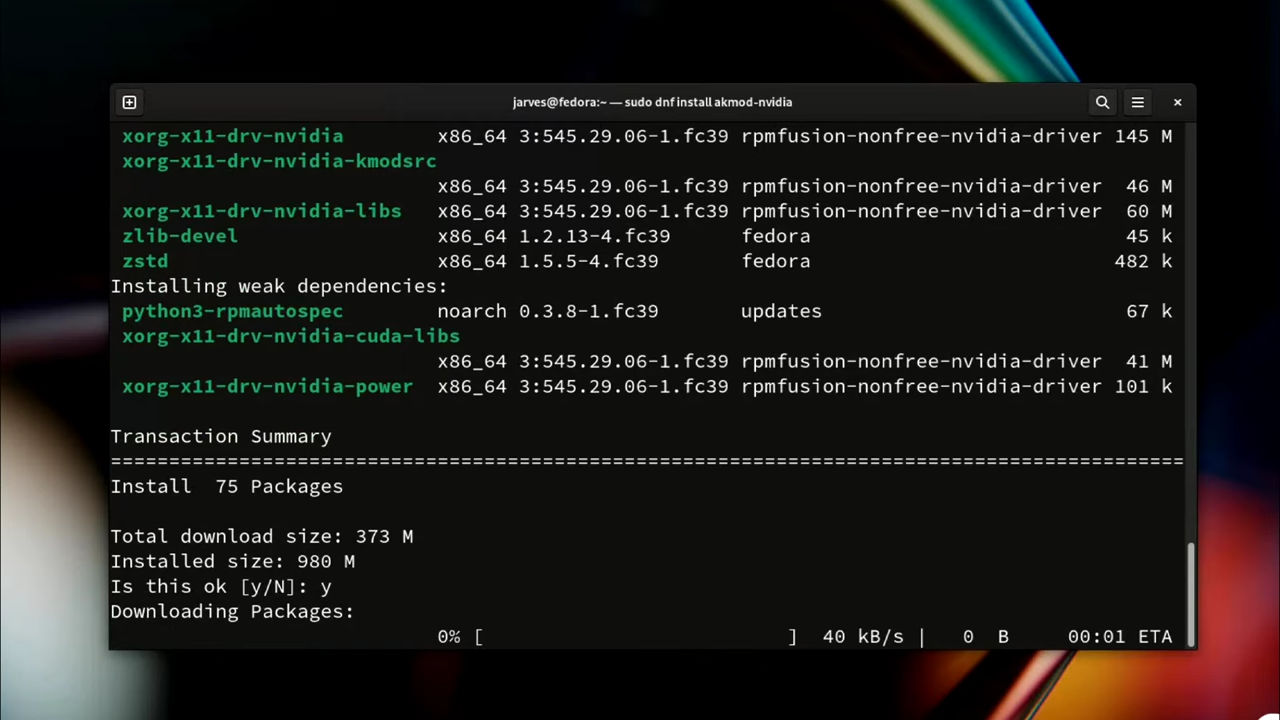 jarves@fedora:~ — sudo dnf install akmod-nvidia
xorg-x11-drv-nvidia x86_64 3:545.29.06-1.fc39 rpmfusion-nonfree-nvidia-driver 145 M
xorg-x11-drv-nvidia-kmodsrc
x86_64 3:545.29.06-1.fc39 rpmfusion-nonfree-nvidia-driver 46 M
xorg-x11-drv-nvidia-libs x86_64 3:545.29.06-1.fc39 rpmfusion-nonfree-nvidia-driver 60 M
zlib-devel x86_64 1.2.13-4.fc39 fedora 45 k
zstd x86_64 1.5.5-4.fc39 fedora 482 k
Installing weak dependencies:
python3-rpmautospec noarch 0.3.8-1.fc39 updates 67 k
xorg-x11-drv-nvidia-cuda-libs
x86_64 3:545.29.06-1.fc39 rpmfusion-nonfree-nvidia-driver 41 M
xorg-x11-drv-nvidia-power x86_64 3:545.29.06-1.fc39 rpmfusion-nonfree-nvidia-driver 101 k
Transaction Summary
============================================================================================
Install 75 Packages
Total download size: 373 M
Installed size: 980 M
Is this ok [y/N]: y
Downloading Packages:
0% [ ] 40 kB/s | 0 B 00:01 ETA